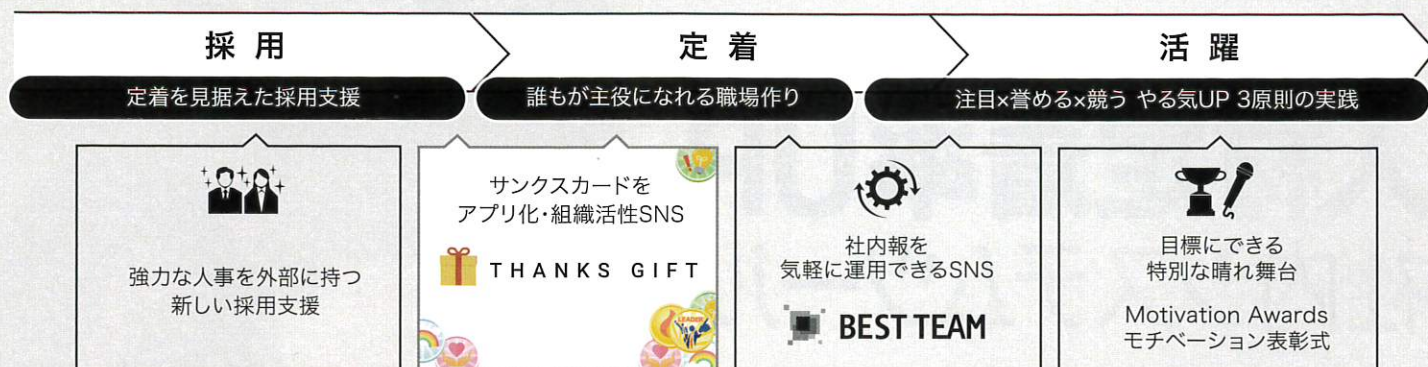 採用
定着
活躍
定着を見据えた採用支援
誰もが主役になれる職場作り
注目×誉める×競う やる気UP 3原則の実践
強力な人事を外部に持つ
新しい採用支援
サンクスカードを
アプリ化・組織活性SNS
THANKS GIFT
LEADER
社内報を
気軽に運用できるSNS
BEST TEAM
目標にできる
特別な晴れ舞台
Motivation Awards
モチベーション表彰式